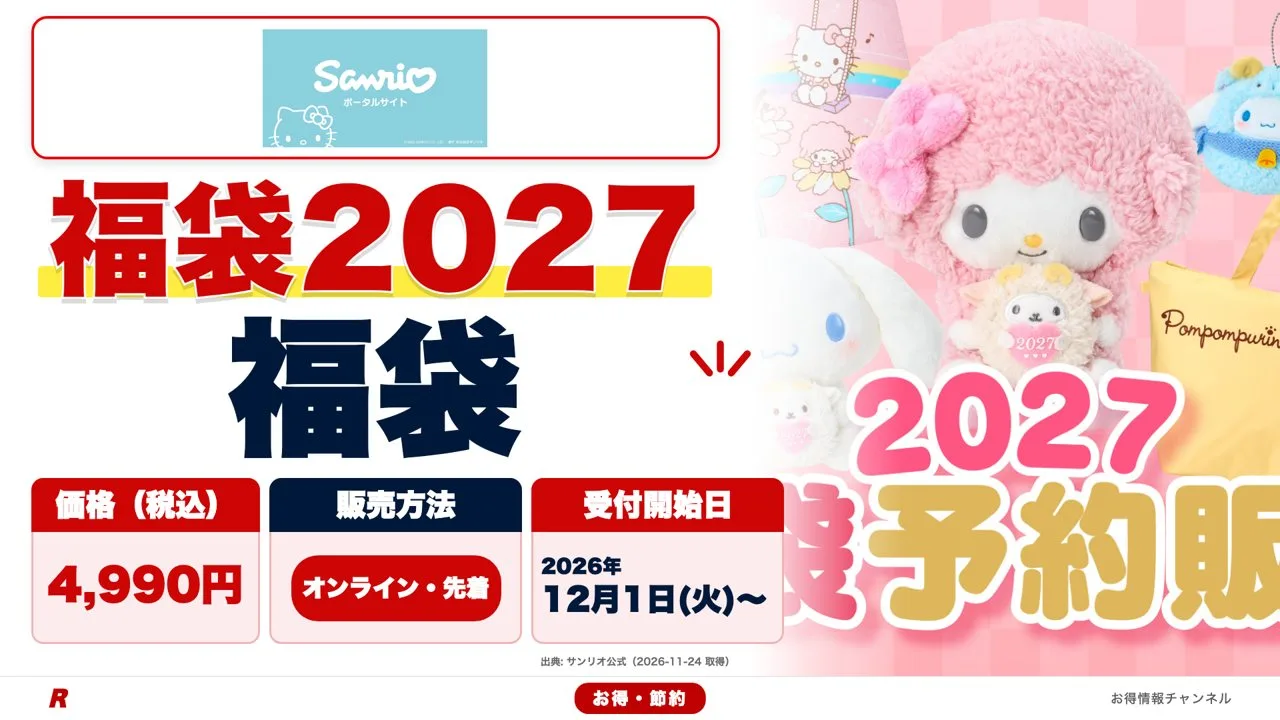 Sanrio
ポータルサイト
福袋2027
福袋
価格（税込）
4,990円
販売方法
オンライン・先着
受付開始日
2026年
12月1日(火)〜
出典: サンリオ公式（2026-11-24 取得）
Pompompurin
2027
2027
予約販
R
お得・節約
お得情報チャンネル